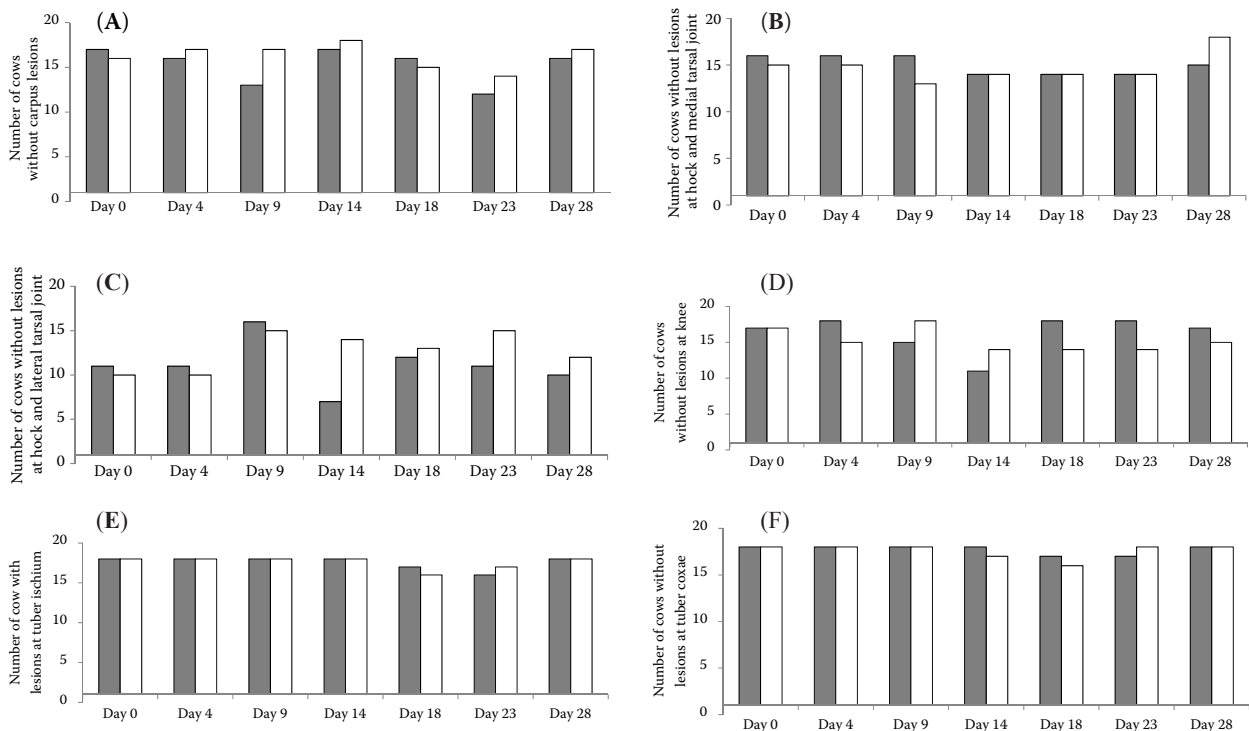 (A)
Number of cows
without carpus lesions
20
15
10
5
0
Day 0 Day 4 Day 9 Day 14 Day 18 Day 23 Day 28
(B)
Number of cows without lesions
at hock and medial tarsal joint
20
15
10
5
0
Day 0 Day 4 Day 9 Day 14 Day 18 Day 23 Day 28
(C)
Number of cows without lesions
at hock and lateral tarsal joint
20
15
10
5
0
Day 0 Day 4 Day 9 Day 14 Day 18 Day 23 Day 28
(D)
Number of cows
without lesions at knee
20
15
10
5
0
Day 0 Day 4 Day 9 Day 14 Day 18 Day 23 Day 28
(E)
Number of cow with
lesions at tuber ischium
20
15
10
5
0
Day 0 Day 4 Day 9 Day 14 Day 18 Day 23 Day 28
(F)
Number of cows without
lesions at tuber coxae
20
15
10
5
0
Day 0 Day 4 Day 9 Day 14 Day 18 Day 23 Day 28